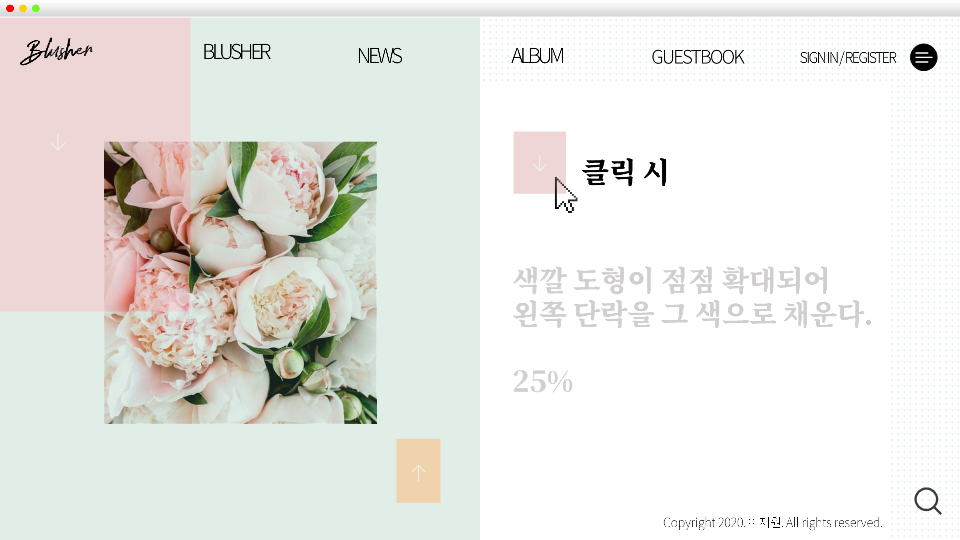 Blusher
BLUSHER
NEWS
ALBUM
GUESTBOOK
SIGN IN / REGISTER
클릭 시
색깔 도형이 점점 확대되어
왼쪽 단락을 그 색으로 채운다.
25%
Copyright 2020. :: 지원. All rights reserved.